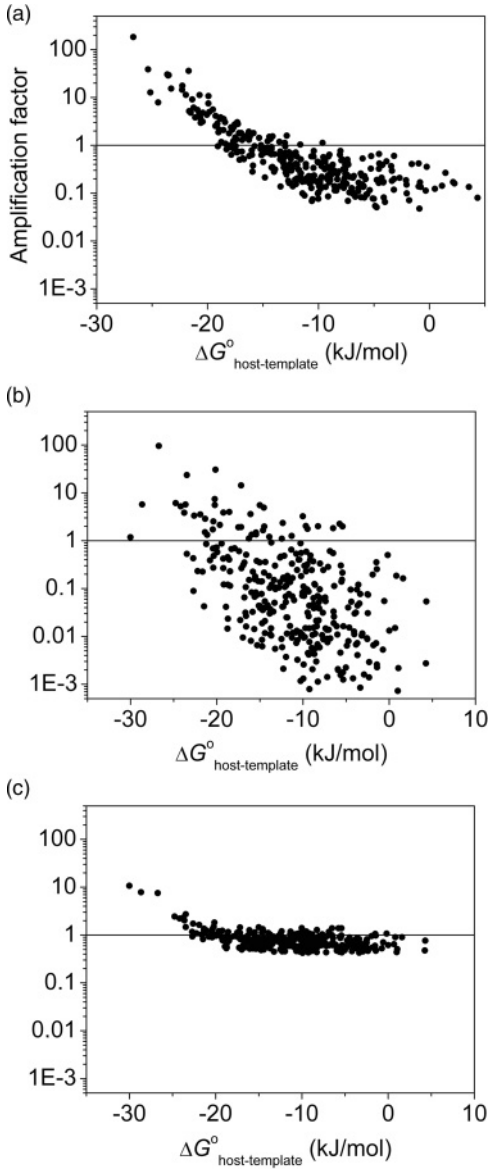 (a)
100
10
1
0.1
0.01
1E-3
Amplification factor
-30 -20 -10 0
ΔG°host-template (kJ/mol)
(b)
100
10
1
0.1
0.01
1E-3
-30 -20 -10 0 10
ΔG°host-template (kJ/mol)
(c)
100
10
1
0.1
0.01
1E-3
-30 -20 -10 0 10
ΔG°host-template (kJ/mol)